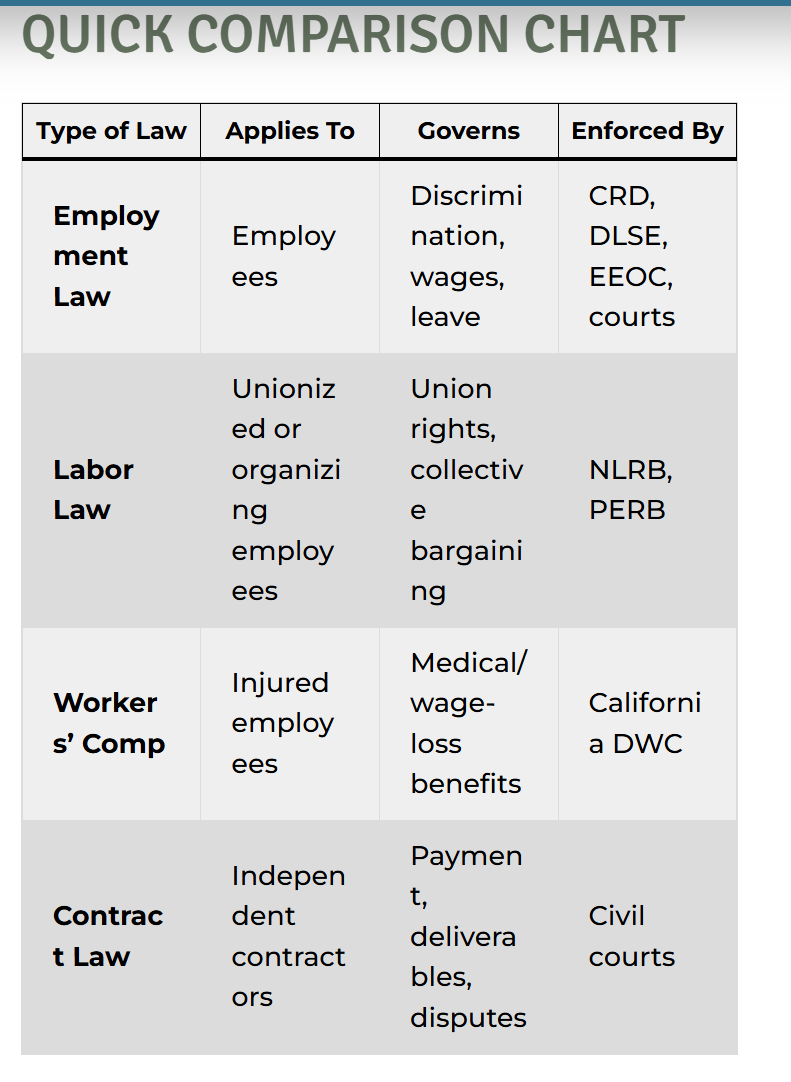 QUICK COMPARISON CHART
Type of Law
Applies To
Governs
Enforced By
Employ
ment
Law
Employ
ees
Discrimi
nation,
wages,
leave
CRD,
DLSE,
EEOC,
courts
Labor
Law
Unioniz
ed or
organizi
ng
employ
ees
Union
rights,
collectiv
e
bargaini
ng
NLRB,
PERB
Worker
s’ Comp
Injured
employ
ees
Medical/
wage-
loss
benefits
Californi
a DWC
Contrac
t Law
Indepen
dent
contract
ors
Paymen
t,
delivera
bles,
disputes
Civil
courts